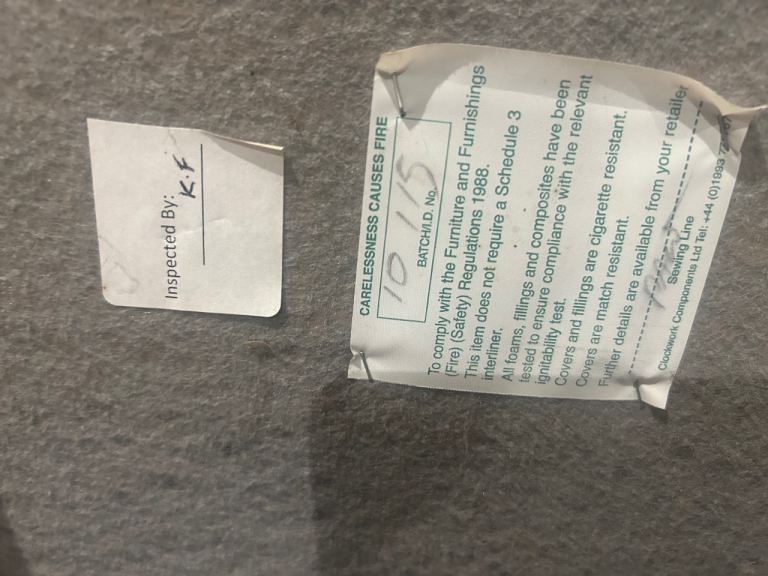 Inspected By:
K.F
CARELESSNESS CAUSES FIRE
10 115
BATCH/I.D. No.
To comply with the Furniture and Furnishings
(Fire) (Safety) Regulations 1988.
This item does not require a Schedule 3
interliner.
All foams, fillings and composites have been
tested to ensure compliance with the relevant
ignitability test.
Covers and fillings are cigarette resistant.
Covers are match resistant.
Further details are available from your retailer
Sewing Line
Clockwork Components Ltd Tel: +44 (0)1993